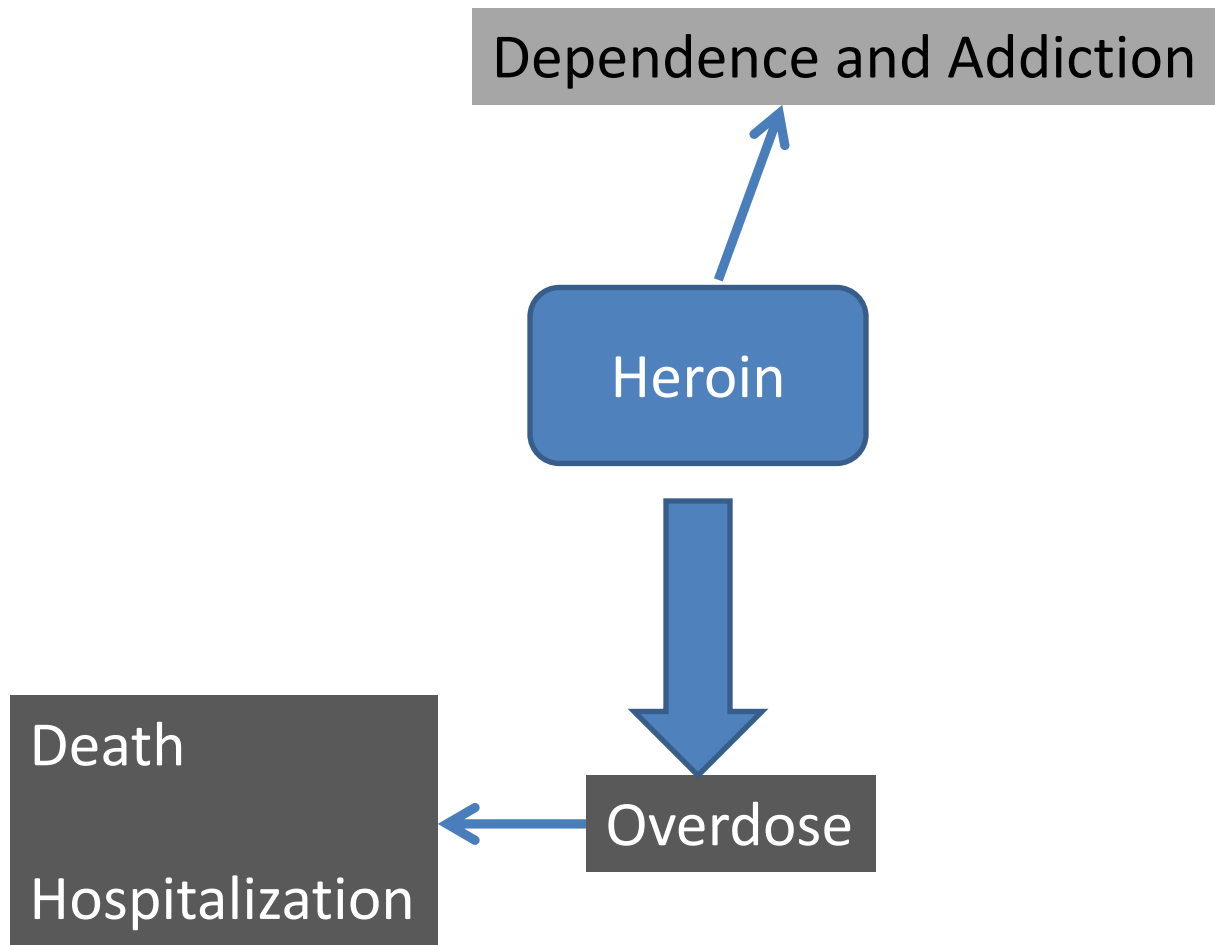 Dependence and Addiction
Heroin
Overdose
Death
Hospitalization